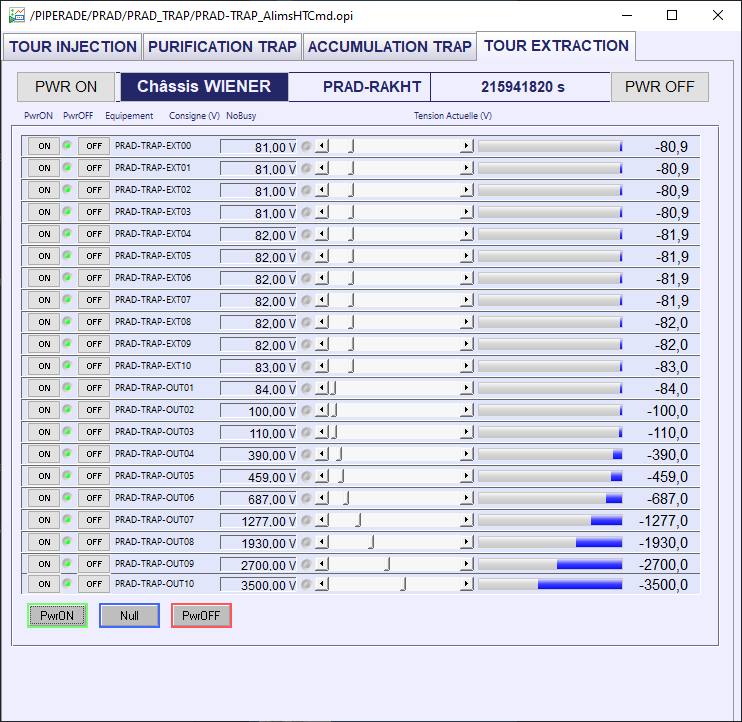 /PIPERADE/PRAD/PRAD_TRAP/PRAD-TRAP_AlimsHTCmd.opi
TOUR INJECTION PURIFICATION TRAP ACCUMULATION TRAP TOUR EXTRACTION
PWR ON Châssis WIENER PRAD-RAKHT 215941820 s PWR OFF
PwrON PwrOFF Equipement Consigne (V) NoBusy Tension Actuelle (V)
ON OFF PRAD-TRAP-EXT00 81,00 V -80,9
ON OFF PRAD-TRAP-EXT01 81,00 V -80,9
ON OFF PRAD-TRAP-EXT02 81,00 V -80,9
ON OFF PRAD-TRAP-EXT03 81,00 V -80,9
ON OFF PRAD-TRAP-EXT04 82,00 V -81,9
ON OFF PRAD-TRAP-EXT05 82,00 V -81,9
ON OFF PRAD-TRAP-EXT06 82,00 V -81,9
ON OFF PRAD-TRAP-EXT07 82,00 V -81,9
ON OFF PRAD-TRAP-EXT08 82,00 V -82,0
ON OFF PRAD-TRAP-EXT09 82,00 V -82,0
ON OFF PRAD-TRAP-EXT10 83,00 V -83,0
ON OFF PRAD-TRAP-OUT01 84,00 V -84,0
ON OFF PRAD-TRAP-OUT02 100,00 V -100,0
ON OFF PRAD-TRAP-OUT03 110,00 V -110,0
ON OFF PRAD-TRAP-OUT04 390,00 V -390,0
ON OFF PRAD-TRAP-OUT05 459,00 V -459,0
ON OFF PRAD-TRAP-OUT06 687,00 V -687,0
ON OFF PRAD-TRAP-OUT07 1277,00 V -1277,0
ON OFF PRAD-TRAP-OUT08 1930,00 V -1930,0
ON OFF PRAD-TRAP-OUT09 2700,00 V -2700,0
ON OFF PRAD-TRAP-OUT10 3500,00 V -3500,0
PwrON Null PwrOFF